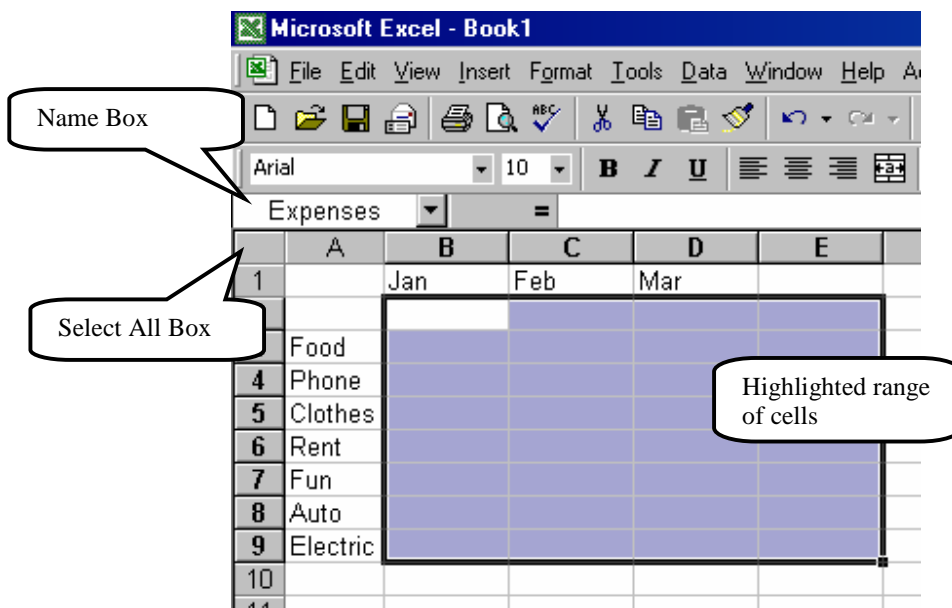 Microsoft Excel - Book1
File Edit View Insert Format Tools Data Window Help
Name Box
ABC
Arial 10 B I U a
Expenses =
A B C D E
1 Jan Feb Mar
Select All Box
Food
4 Phone
Highlighted range
of cells
5 Clothes
6 Rent
7 Fun
8 Auto
9 Electric
10
11